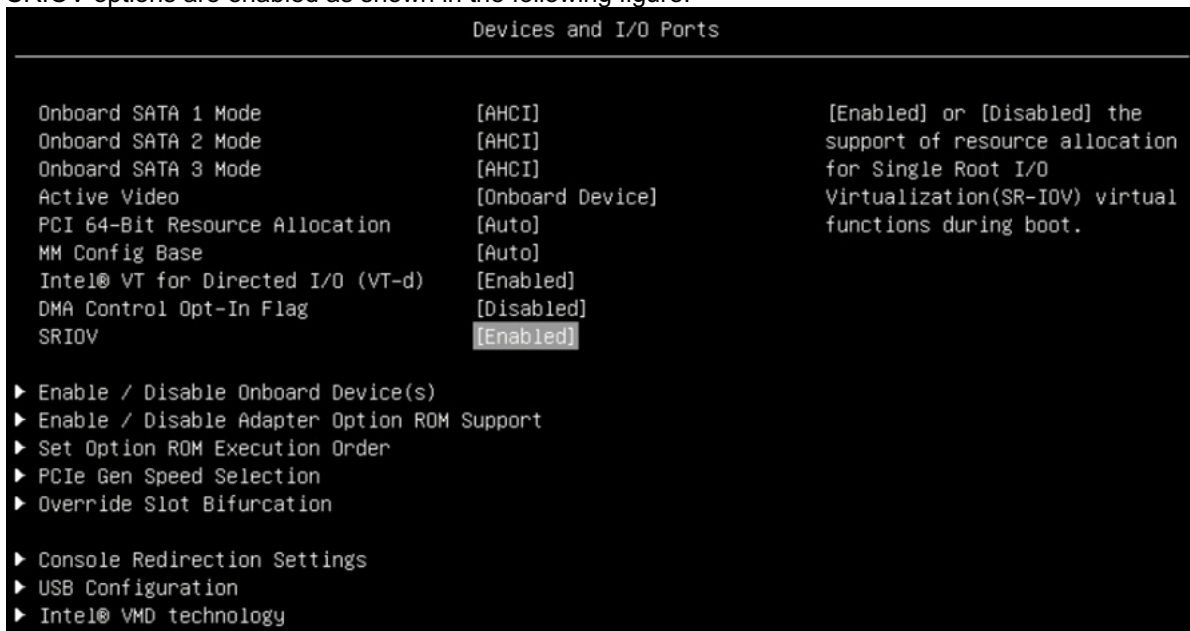 SRIOV options are enabled as shown in the following figure.
Devices and I/O Ports
Onboard SATA 1 Mode [AHCI]
Onboard SATA 2 Mode [AHCI]
Onboard SATA 3 Mode [AHCI]
Active Video [Onboard Device]
PCI 64-Bit Resource Allocation [Auto]
MM Config Base [Auto]
Intel® VT for Directed I/O (VT-d) [Enabled]
DMA Control Opt-In Flag [Disabled]
SRIOV [Enabled]
[Enabled] or [Disabled] the
support of resource allocation
for Single Root I/O
Virtualization(SR-IOV) virtual
functions during boot.
▶ Enable / Disable Onboard Device(s)
▶ Enable / Disable Adapter Option ROM Support
▶ Set Option ROM Execution Order
▶ PCIe Gen Speed Selection
▶ Override Slot Bifurcation
▶ Console Redirection Settings
▶ USB Configuration
▶ Intel® VMD technology